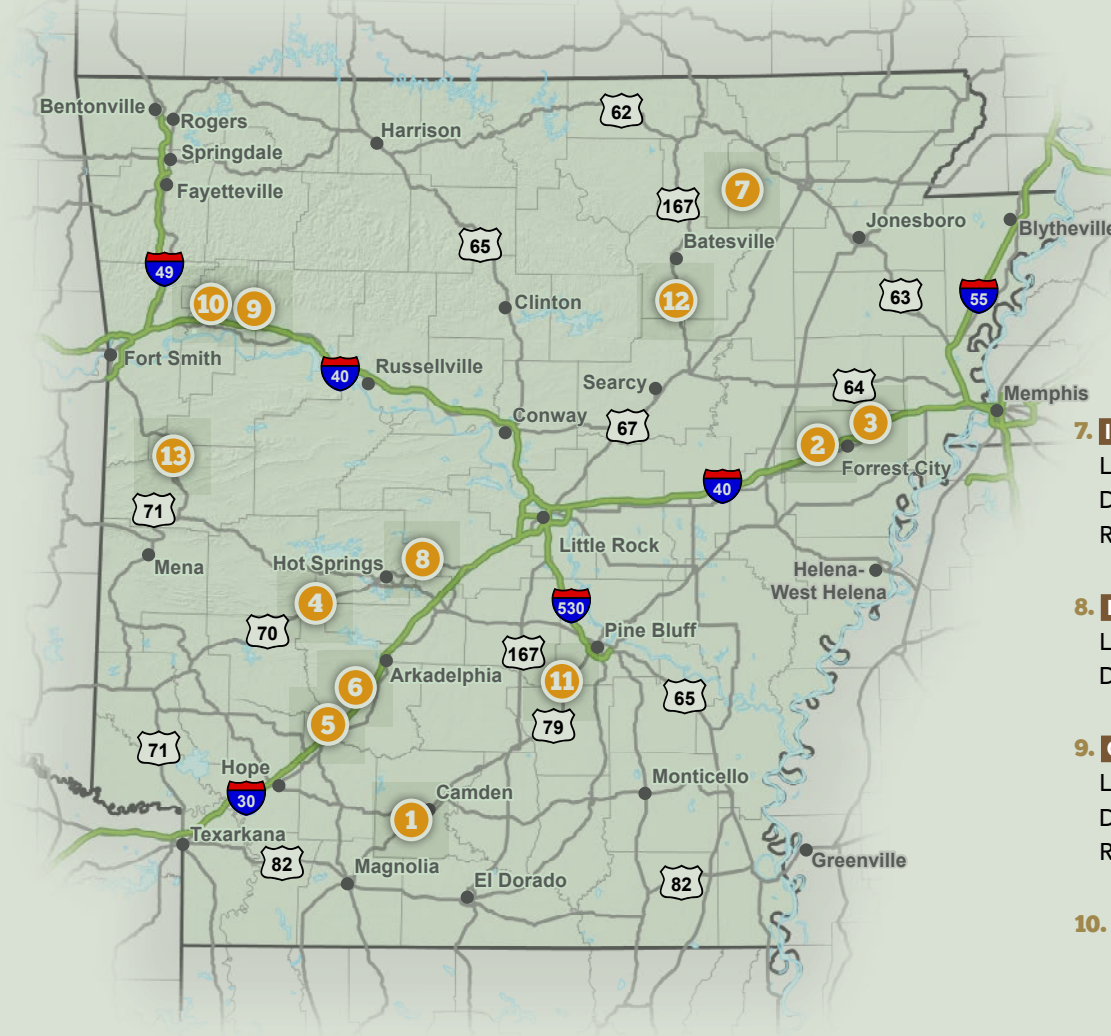 Bentonville
Rogers
Harrison
62
Springdale
Fayetteville
7
167
Jonesboro
Blytheville
65
Batesville
49
10
9
Clinton
12
63
55
Fort Smith
Russellville
40
Searcy
64
Memphis
Conway
67
2
3
7.
L
13
Forrest City
D
40
71
R
Little Rock
Mena
Hot Springs
8
Helena-
West Helena
4
530
8.
70
Pine Bluff
L
167
Arkadelphia
D
6
11
65
5
79
71
9.
Hope
L
30
Camden
Monticello
D
1
Texarkana
R
82
Magnolia
El Dorado
82
Greenville
10.